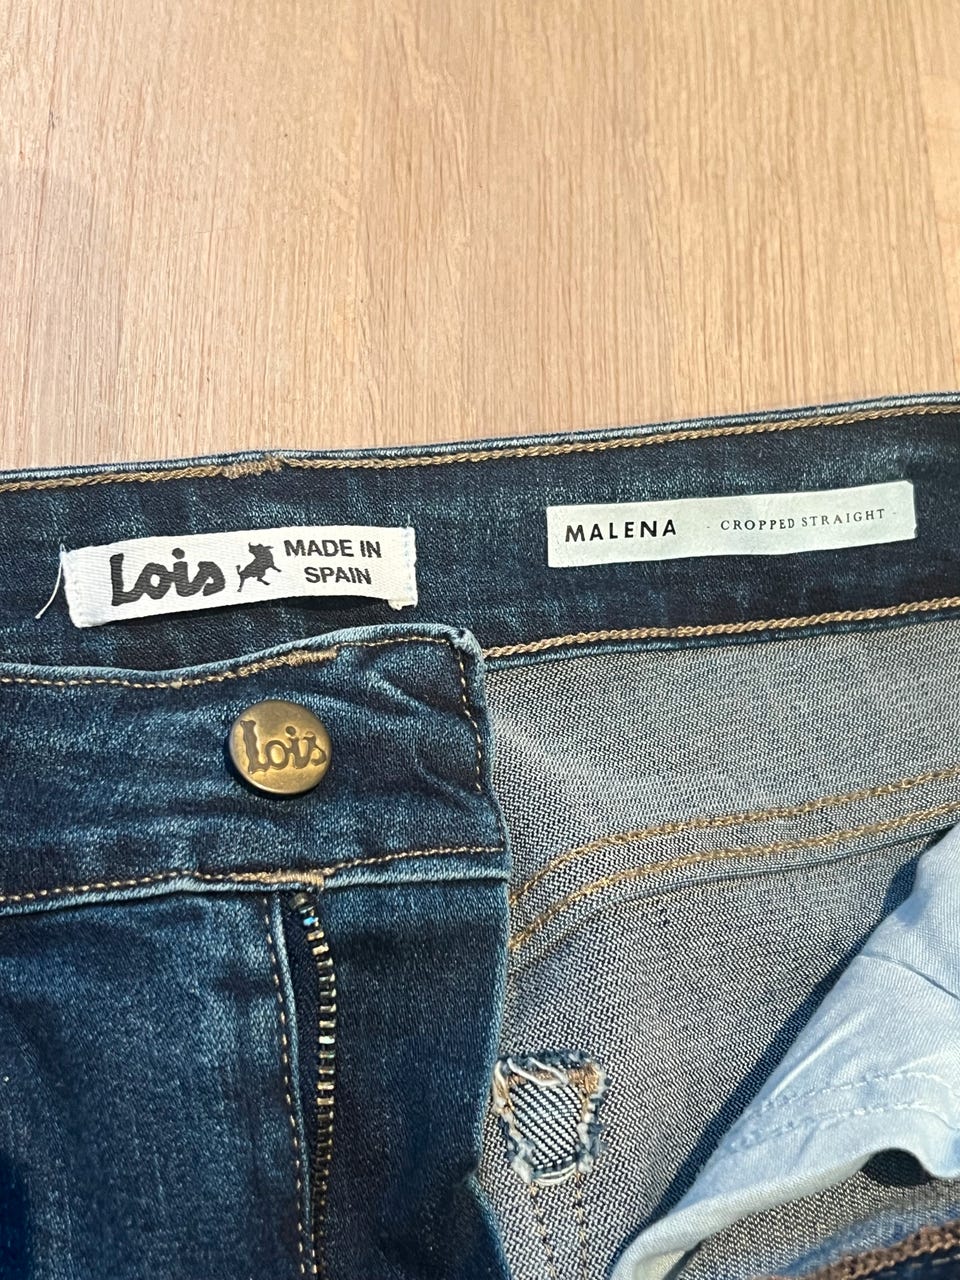 Lois MADE IN
SPAIN
MALENA - CROPPED STRAIGHT -
Lois